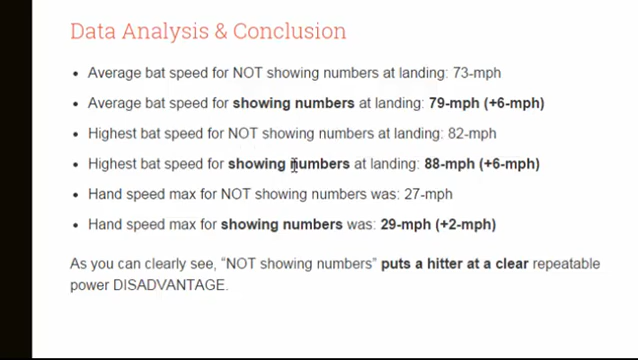 Data Analysis & Conclusion
• Average bat speed for NOT showing numbers at landing: 73-mph
• Average bat speed for showing numbers at landing: 79-mph (+6-mph)
• Highest bat speed for NOT showing numbers at landing: 82-mph
• Highest bat speed for showing numbers at landing: 88-mph (+6-mph)
• Hand speed max for NOT showing numbers was: 27-mph
• Hand speed max for showing numbers was: 29-mph (+2-mph)
As you can clearly see, “NOT showing numbers” puts a hitter at a clear repeatable
power DISADVANTAGE.